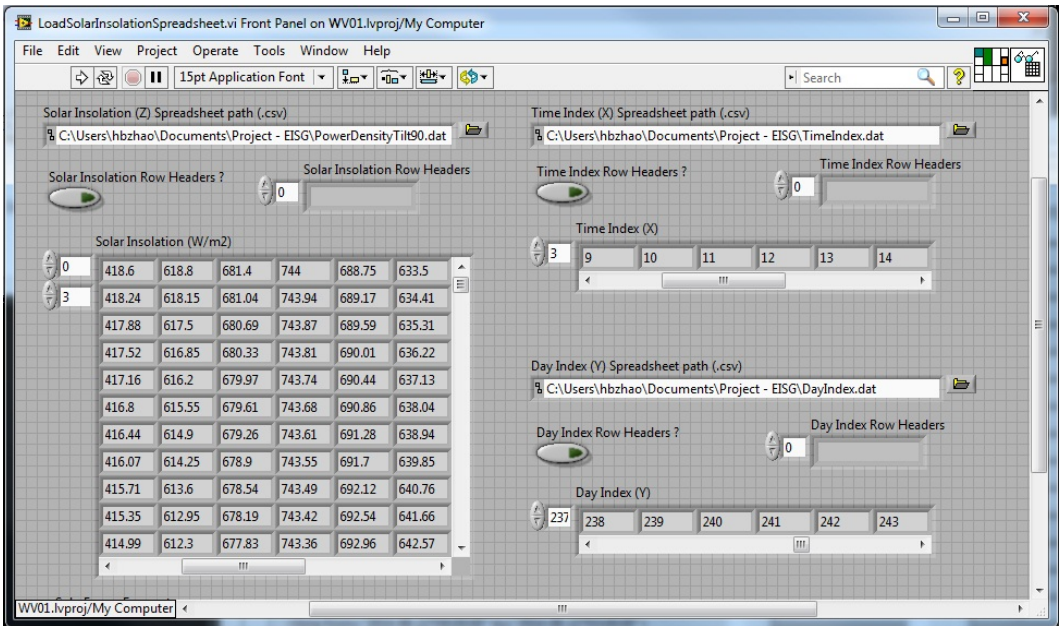 LoadSolarInsolationSpreadsheet.vi Front Panel on WV01.lvproj/My Computer
File Edit View Project Operate Tools Window Help
15pt Application Font
Search
Solar Insolation (Z) Spreadsheet path (.csv)
C:\Users\hbzhao\Documents\Project - EISG\PowerDensityTilt90.dat
Solar Insolation Row Headers ?
Solar Insolation Row Headers
0
Solar Insolation (W/m2)
0
3
418.6 618.8 681.4 744 688.75 633.5
418.24 618.15 681.04 743.94 689.17 634.41
417.88 617.5 680.69 743.87 689.59 635.31
417.52 616.85 680.33 743.81 690.01 636.22
417.16 616.2 679.97 743.74 690.44 637.13
416.8 615.55 679.61 743.68 690.86 638.04
416.44 614.9 679.26 743.61 691.28 638.94
416.07 614.25 678.9 743.55 691.7 639.85
415.71 613.6 678.54 743.49 692.12 640.76
415.35 612.95 678.19 743.42 692.54 641.66
414.99 612.3 677.83 743.36 692.96 642.57
Time Index (X) Spreadsheet path (.csv)
C:\Users\hbzhao\Documents\Project - EISG\TimeIndex.dat
Time Index Row Headers ?
Time Index Row Headers
0
Time Index (X)
3
9 10 11 12 13 14
Day Index (Y) Spreadsheet path (.csv)
C:\Users\hbzhao\Documents\Project - EISG\DayIndex.dat
Day Index Row Headers ?
Day Index Row Headers
0
Day Index (Y)
237
238 239 240 241 242 243
WV01.lvproj/My Computer